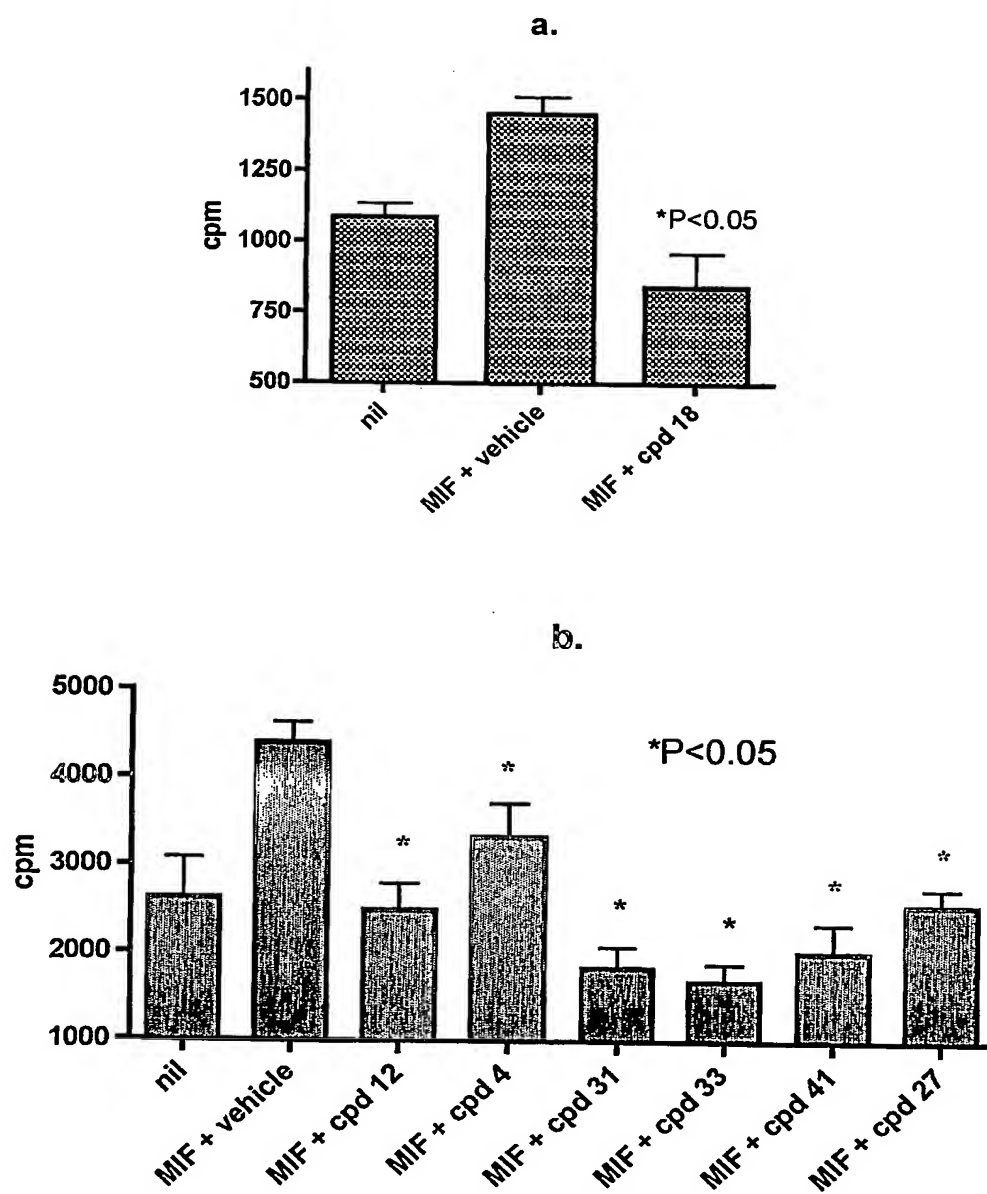 a.
1500
1250
1000
750
500
cpm
*P<0.05
nil
MIF + vehicle
MIF + cpd 18
b.
5000
4000
3000
2000
1000
cpm
*P<0.05
*
*
*
*
*
*
nil
MIF + vehicle
MIF + cpd 12
MIF + cpd 4
MIF + cpd 31
MIF + cpd 33
MIF + cpd 41
MIF + cpd 27